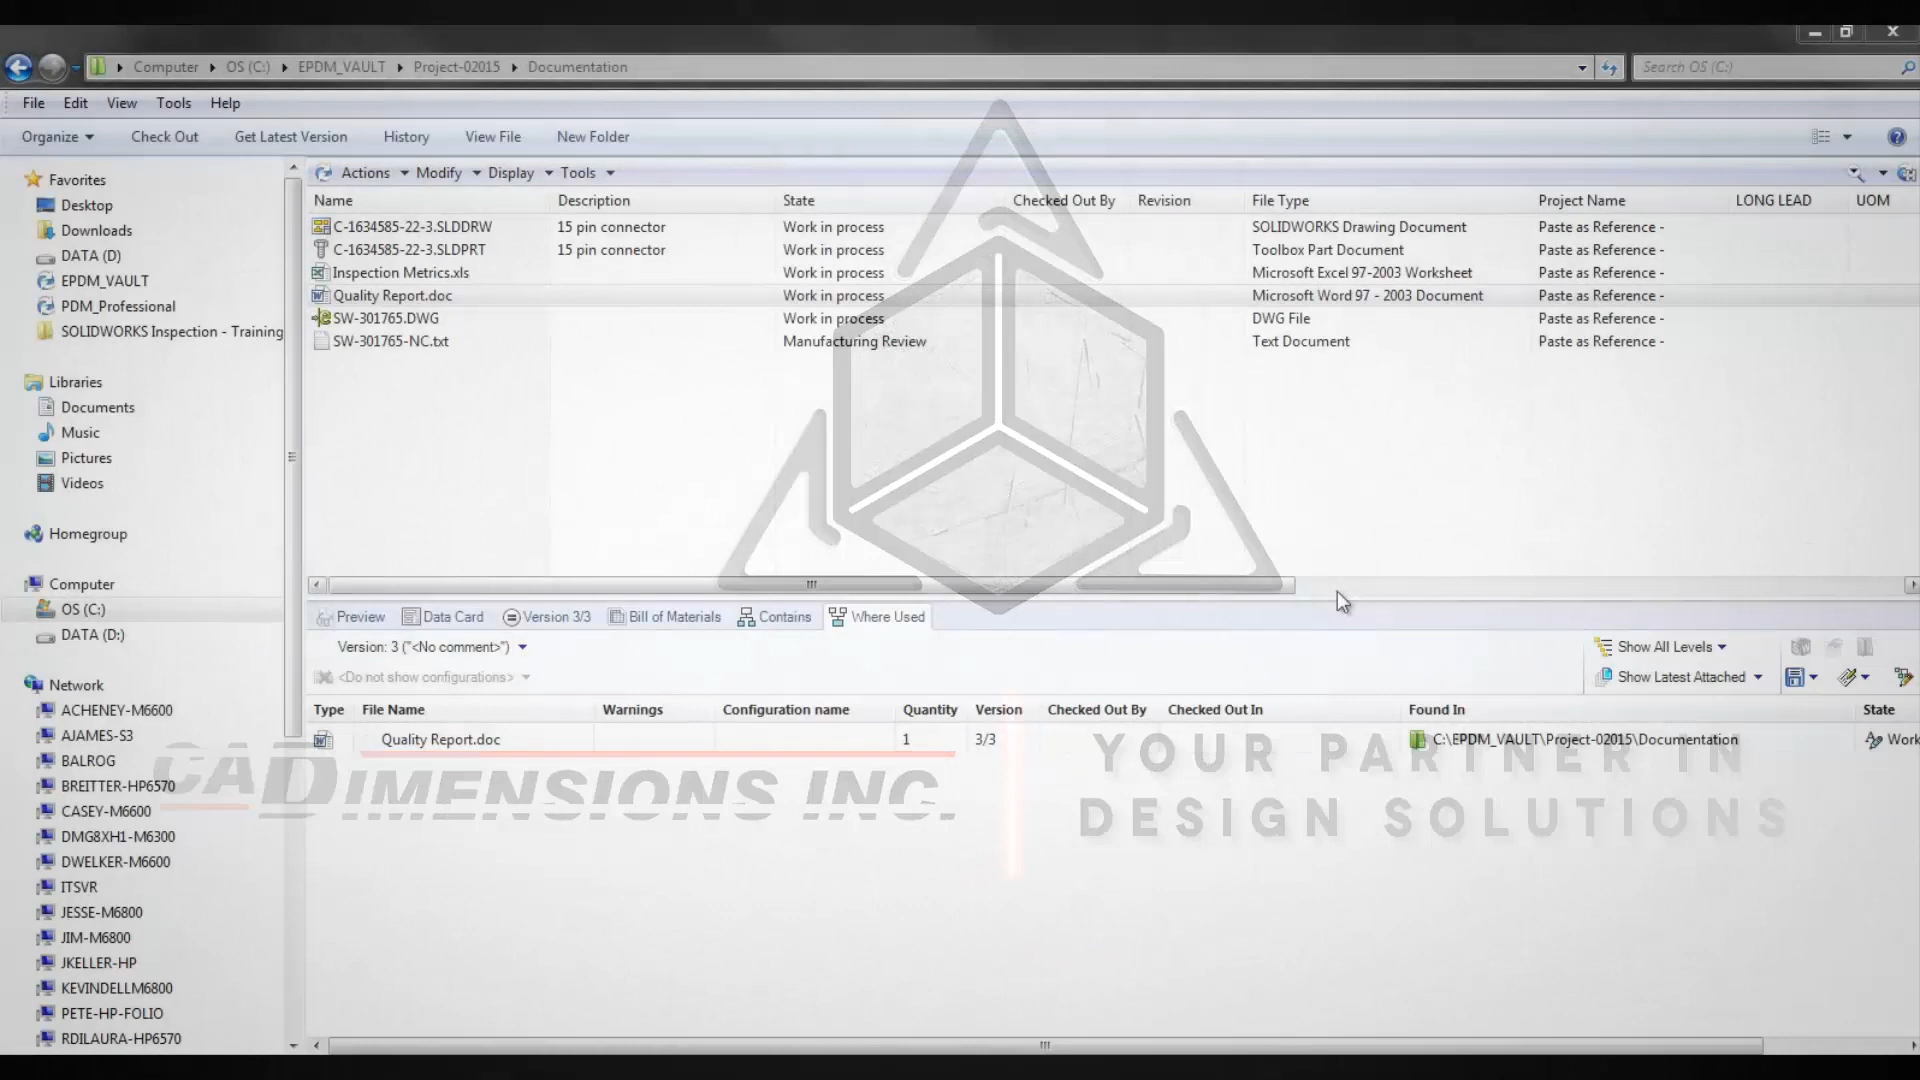 Computer OS (C:) EPDM_VAULT Project-02015 Documentation Search OS (C:)
File Edit View Tools Help
Organize Check Out Get Latest Version History View File New Folder
Favorites
Desktop
Downloads
DATA (D)
EPDM_VAULT
PDM_Professional
SOLIDWORKS Inspection - Training
Libraries
Documents
Music
Pictures
Videos
Homegroup
Computer
OS (C:)
DATA (D:)
Network
ACHENEY-M6600
AJAMES-S3
BALROG
BREITTER-HP6570
CASEY-M6600
DMG8XH1-M6300
DWELKER-M6600
ITSVR
JESSE-M6800
JIM-M6800
JKELLER-HP
KEVINDELLM6800
PETE-HP-FOLIO
RDILAURA-HP6570
Actions Modify Display Tools
Name Description State Checked Out By Revision File Type Project Name LONG LEAD UOM
C-1634585-22-3.SLDDRW 15 pin connector Work in process SOLIDWORKS Drawing Document Paste as Reference -
C-1634585-22-3.SLDPRT 15 pin connector Work in process Toolbox Part Document Paste as Reference -
Inspection Metrics.xls Work in process Microsoft Excel 97-2003 Worksheet Paste as Reference -
Quality Report.doc Work in process Microsoft Word 97 - 2003 Document Paste as Reference -
SW-301765.DWG Work in process DWG File Paste as Reference -
SW-301765-NC.txt Manufacturing Review Text Document Paste as Reference -
Preview Data Card Version 3/3 Bill of Materials Contains Where Used
Version: 3 ("<No comment>") Show All Levels
<Do not show configurations> Show Latest Attached
Type File Name Warnings Configuration name Quantity Version Checked Out By Checked Out In Found In State
Quality Report.doc 1 3/3 C:\EPDM_VAULT\Project-02015\Documentation Work
CADIMENSIONS INC.
YOUR PARTNER IN
DESIGN SOLUTIONS